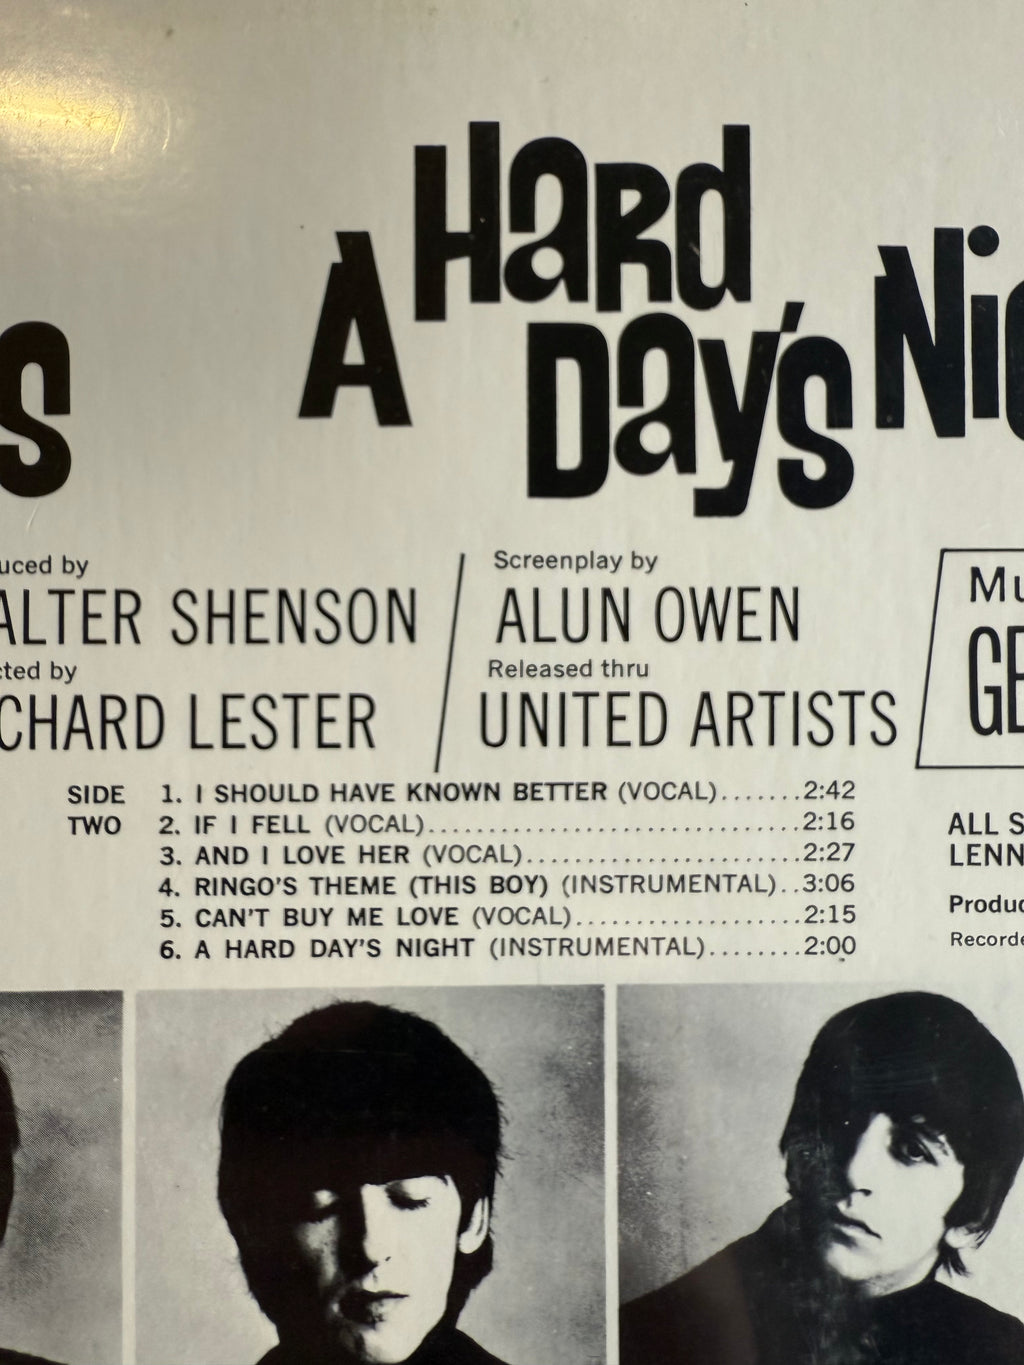 s
A Hard Day's Nig
uced by
ALTER SHENSON
cted by
CHARD LESTER
Screenplay by
ALUN OWEN
Released thru
UNITED ARTISTS
Mu
GE
SIDE TWO
1. I SHOULD HAVE KNOWN BETTER (VOCAL).......2:42
2. IF I FELL (VOCAL)................................2:16
3. AND I LOVE HER (VOCAL)........................2:27
4. RINGO'S THEME (THIS BOY) (INSTRUMENTAL)..3:06
5. CAN'T BUY ME LOVE (VOCAL)...................2:15
6. A HARD DAY'S NIGHT (INSTRUMENTAL)........2:00
ALL S
LENN
Produc
Recorde